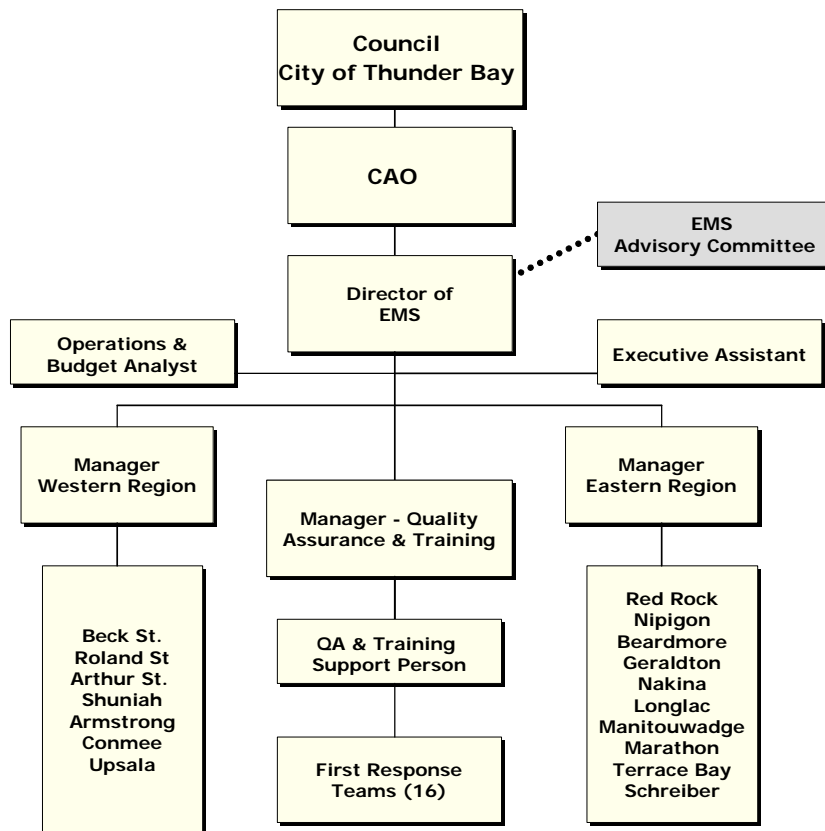 Council
City of Thunder Bay
CAO
EMS
Advisory Committee
Director of
EMS
Operations &
Budget Analyst
Executive Assistant
Manager
Western Region
Manager - Quality
Assurance & Training
Manager
Eastern Region
Beck St.
Roland St
Arthur St.
Shuniah
Armstrong
Conmee
Upsala
QA & Training
Support Person
First Response
Teams (16)
Red Rock
Nipigon
Beardmore
Geraldton
Nakina
Longlac
Manitouwadge
Marathon
Terrace Bay
Schreiber